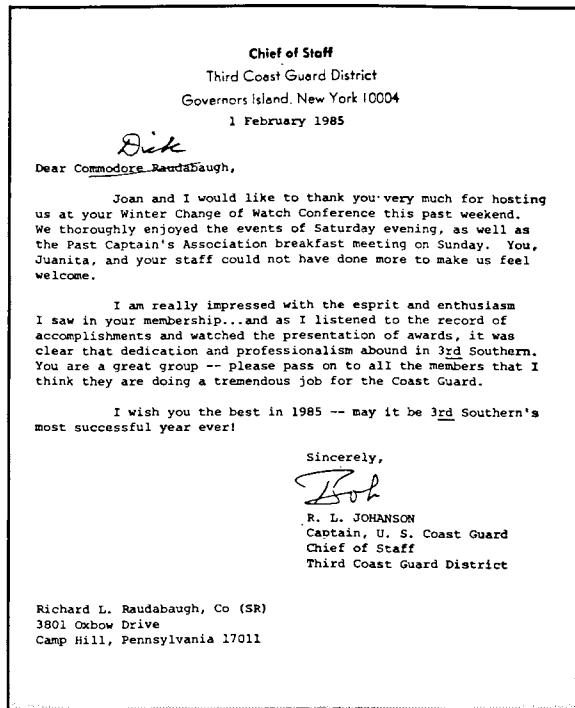 Chief of Staff
Third Coast Guard District
Governors Island, New York 10004
1 February 1985
Dick
Dear Commodore Raudabaugh,
Joan and I would like to thank you very much for hosting
us at your Winter Change of Watch Conference this past weekend.
We thoroughly enjoyed the events of Saturday evening, as well as
the Past Captain's Association breakfast meeting on Sunday. You,
Juanita, and your staff could not have done more to make us feel
welcome.
I am really impressed with the esprit and enthusiasm
I saw in your membership...and as I listened to the record of
accomplishments and watched the presentation of awards, it was
clear that dedication and professionalism abound in 3rd Southern.
You are a great group -- please pass on to all the members that I
think they are doing a tremendous job for the Coast Guard.
I wish you the best in 1985 -- may it be 3rd Southern's
most successful year ever!
Sincerely,
Bob
R. L. JOHANSON
Captain, U. S. Coast Guard
Chief of Staff
Third Coast Guard District
Richard L. Raudabaugh, Co (SR)
3801 Oxbow Drive
Camp Hill, Pennsylvania 17011